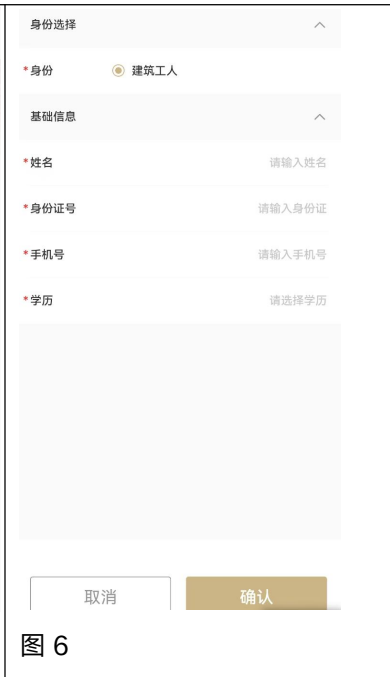 身份选择
*身份 建筑工人
基础信息
*姓名 请输入姓名
*身份证号 请输入身份证
*手机号 请输入手机号
*学历 请选择学历
取消 确认
图 6